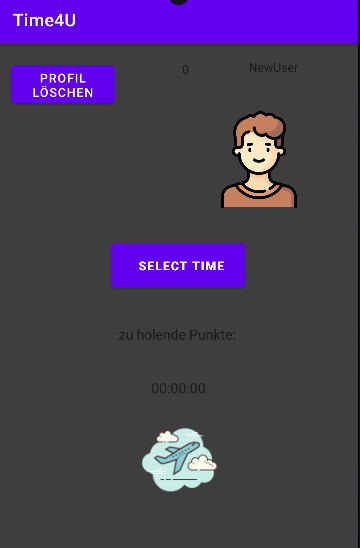 Time4U
PROFIL
LÖSCHEN
0
NewUser
SELECT TIME
zu holende Punkte:
00:00:00